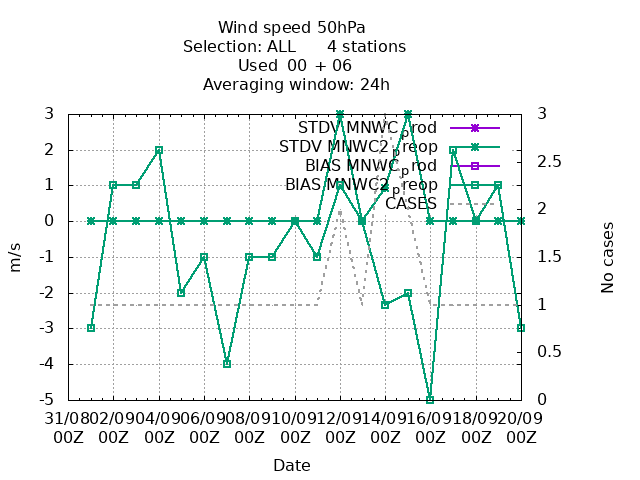 Wind speed 50hPa
Selection: ALL 4 stations
Used 00 + 06
Averaging window: 24h
STDV MNWC_prod
STDV MNWC2_preop
BIAS MNWC_prod
BIAS MNWC2_preop
CASES
3
2
1
0
-1
-2
-3
-4
-5
m/s
3
2.5
2
1.5
1
0.5
0
No cases
31/08 02/09 04/09 06/09 08/09 10/09 12/09 14/09 16/09 18/09 20/09
00Z 00Z 00Z 00Z 00Z 00Z 00Z 00Z 00Z 00Z 00Z
Date